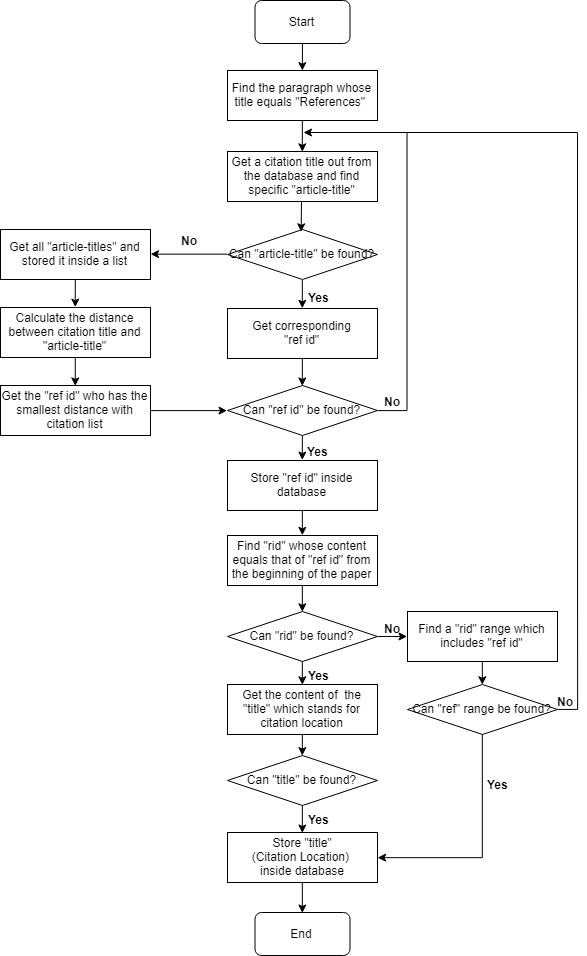 Start
Find the paragraph whose
title equals "References"
Get a citation title out from
the database and find
specific "article-title"
Can "article-title" be found?
No
Yes
Get all "article-titles" and
stored it inside a list
Calculate the distance
between citation title and
"article-title"
Get the "ref id" who has the
smallest distance with
citation list
Get corresponding
"ref id"
Can "ref id" be found?
No
Yes
Store "ref id" inside
database
Find "rid" whose content
equals that of "ref id" from
the beginning of the paper
Can "rid" be found?
No
Yes
Find a "rid" range which
includes "ref id"
Can "ref" range be found?
No
Yes
Get the content of the
"title" which stands for
citation location
Can "title" be found?
Yes
Store "title"
(Citation Location)
inside database
End